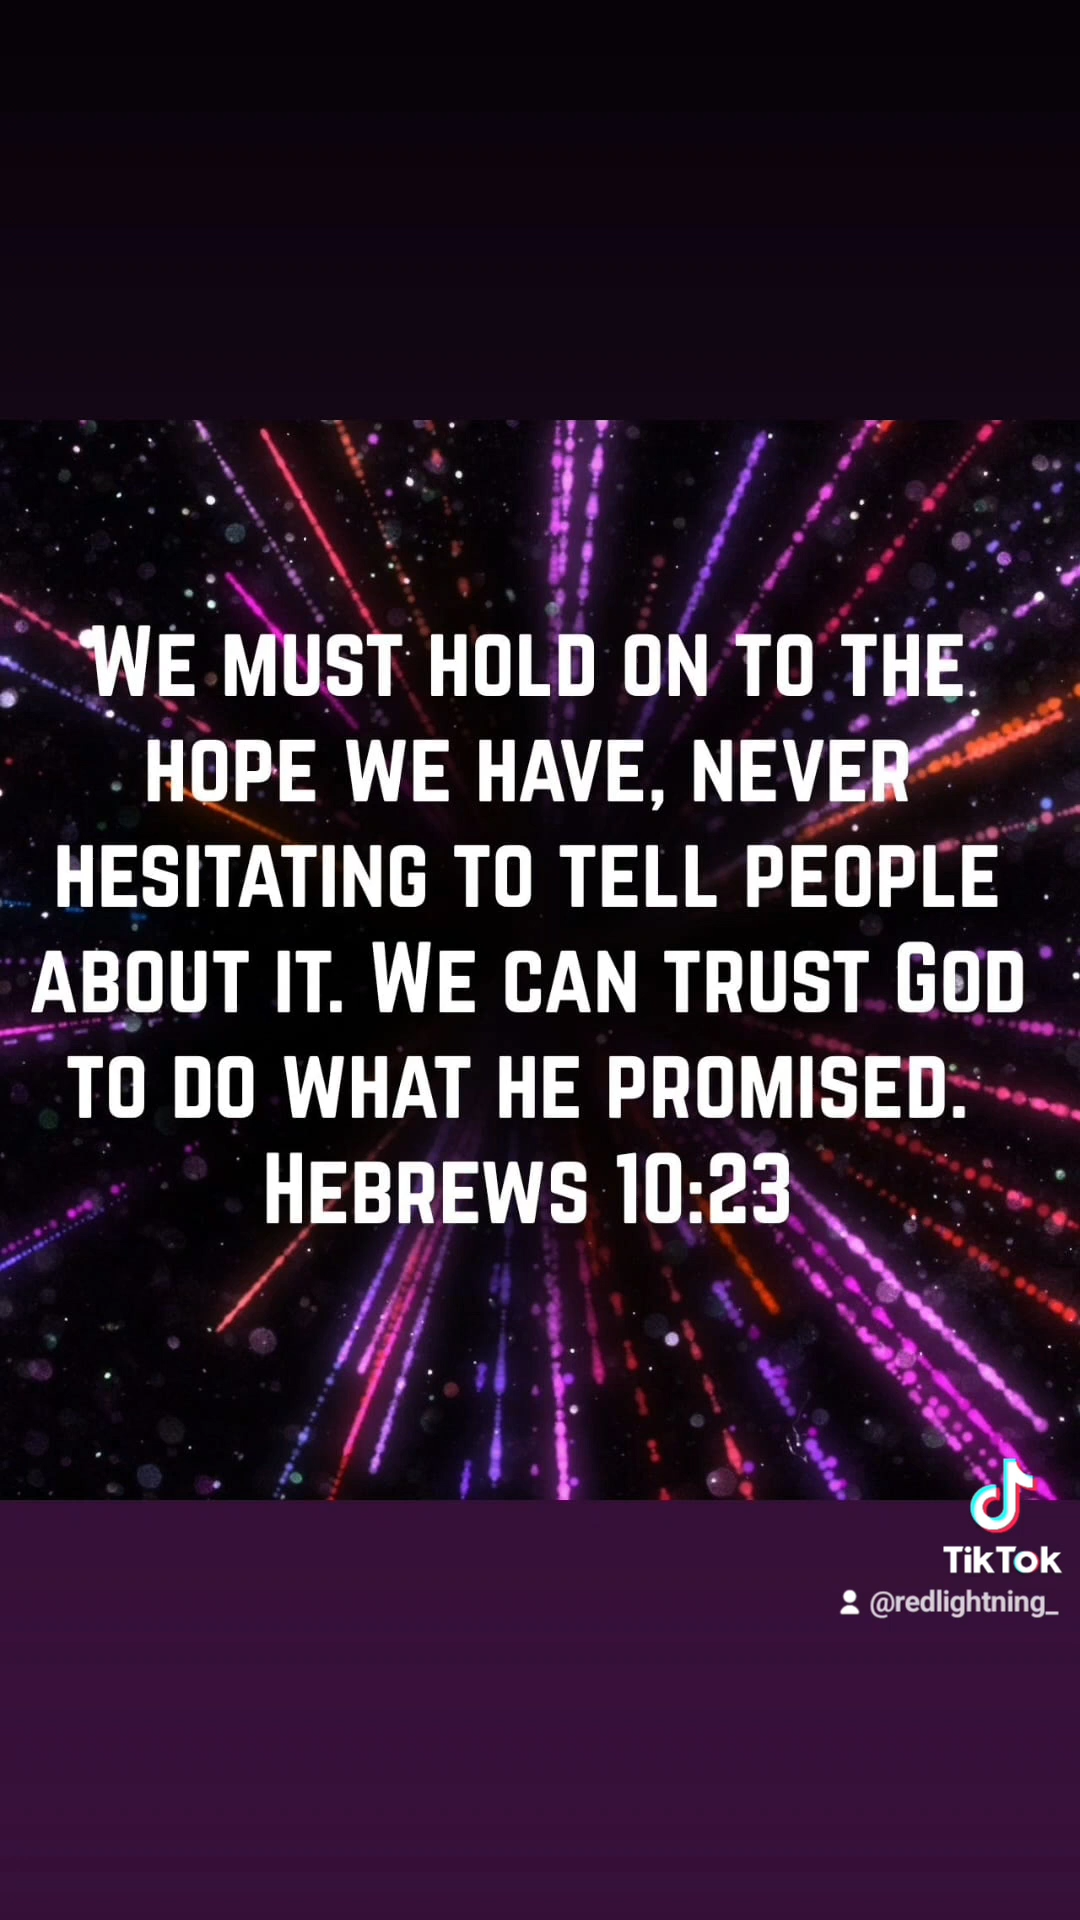 We must hold on to the
hope we have, never
hesitating to tell people
about it. We can trust God
to do what he promised.
Hebrews 10:23
TikTok
@redlightning_